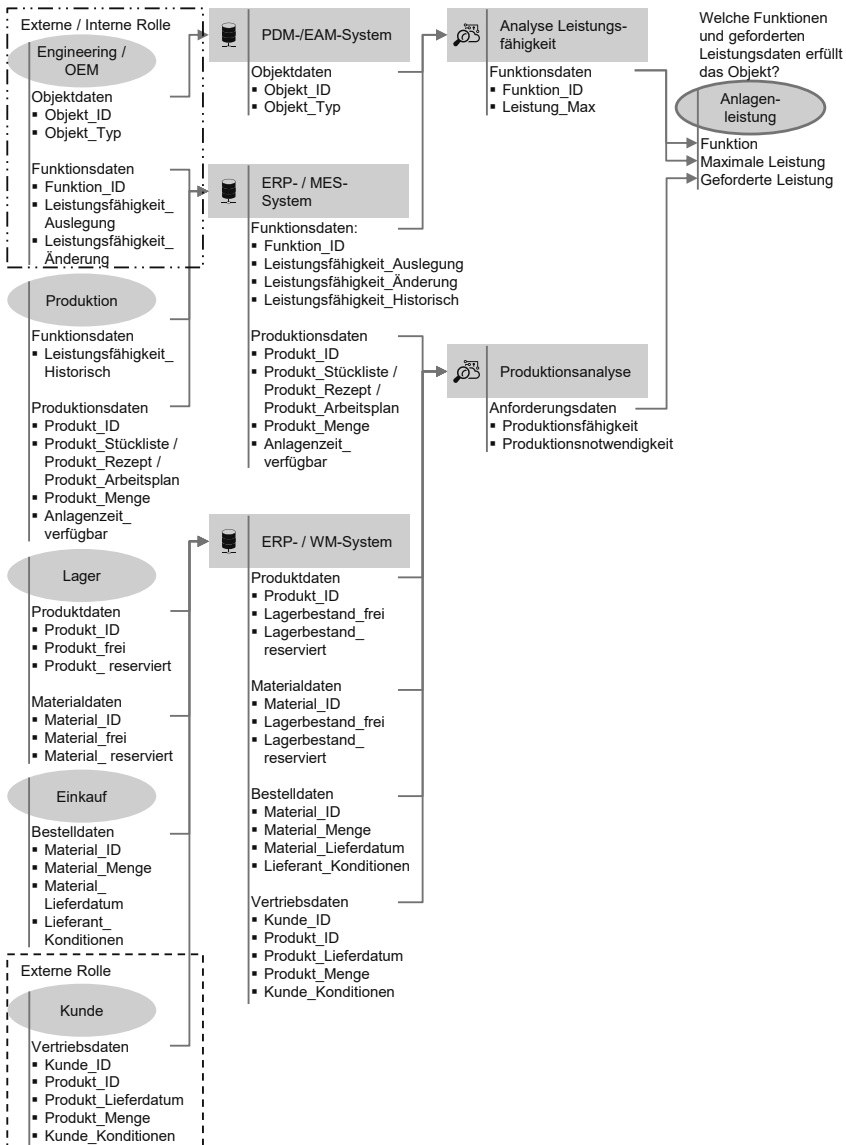 Externe / Interne Rolle
Engineering /
OEM
Objektdaten
▪ Objekt_ID
▪ Objekt_Typ
Funktionsdaten
▪ Funktion_ID
▪ Leistungsfähigkeit_
Auslegung
▪ Leistungsfähigkeit_
Änderung
Produktion
Funktionsdaten
▪ Leistungsfähigkeit_
Historisch
Produktionsdaten
▪ Produkt_ID
▪ Produkt_Stückliste /
Produkt_Rezept /
Produkt_Arbeitsplan
▪ Produkt_Menge
▪ Anlagenzeit_
verfügbar
Lager
Produktdaten
▪ Produkt_ID
▪ Produkt_frei
▪ Produkt_ reserviert
Materialdaten
▪ Material_ID
▪ Material_frei
▪ Material_ reserviert
Einkauf
Bestelldaten
▪ Material_ID
▪ Material_Menge
▪ Material_
Lieferdatum
▪ Lieferant_
Konditionen
Externe Rolle
Kunde
Vertriebsdaten
▪ Kunde_ID
▪ Produkt_ID
▪ Produkt_Lieferdatum
▪ Produkt_Menge
▪ Kunde_Konditionen
PDM-/EAM-System
Objektdaten
▪ Objekt_ID
▪ Objekt_Typ
ERP- / MES-
System
Funktionsdaten:
▪ Funktion_ID
▪ Leistungsfähigkeit_Auslegung
▪ Leistungsfähigkeit_Änderung
▪ Leistungsfähigkeit_Historisch
Produktionsdaten
▪ Produkt_ID
▪ Produkt_Stückliste /
Produkt_Rezept /
Produkt_Arbeitsplan
▪ Produkt_Menge
▪ Anlagenzeit_
verfügbar
ERP- / WM-System
Produktdaten
▪ Produkt_ID
▪ Lagerbestand_frei
▪ Lagerbestand_
reserviert
Materialdaten
▪ Material_ID
▪ Lagerbestand_frei
▪ Lagerbestand_
reserviert
Bestelldaten
▪ Material_ID
▪ Material_Menge
▪ Material_Lieferdatum
▪ Lieferant_Konditionen
Vertriebsdaten
▪ Kunde_ID
▪ Produkt_ID
▪ Produkt_Lieferdatum
▪ Produkt_Menge
▪ Kunde_Konditionen
Analyse Leistungs-
fähigkeit
Funktionsdaten
▪ Funktion_ID
▪ Leistung_Max
Produktionsanalyse
Anforderungsdaten
▪ Produktionsfähigkeit
▪ Produktionsnotwendigkeit
Welche Funktionen
und geforderten
Leistungsdaten erfüllt
das Objekt?
Anlagen-
leistung
Funktion
Maximale Leistung
Geforderte Leistung